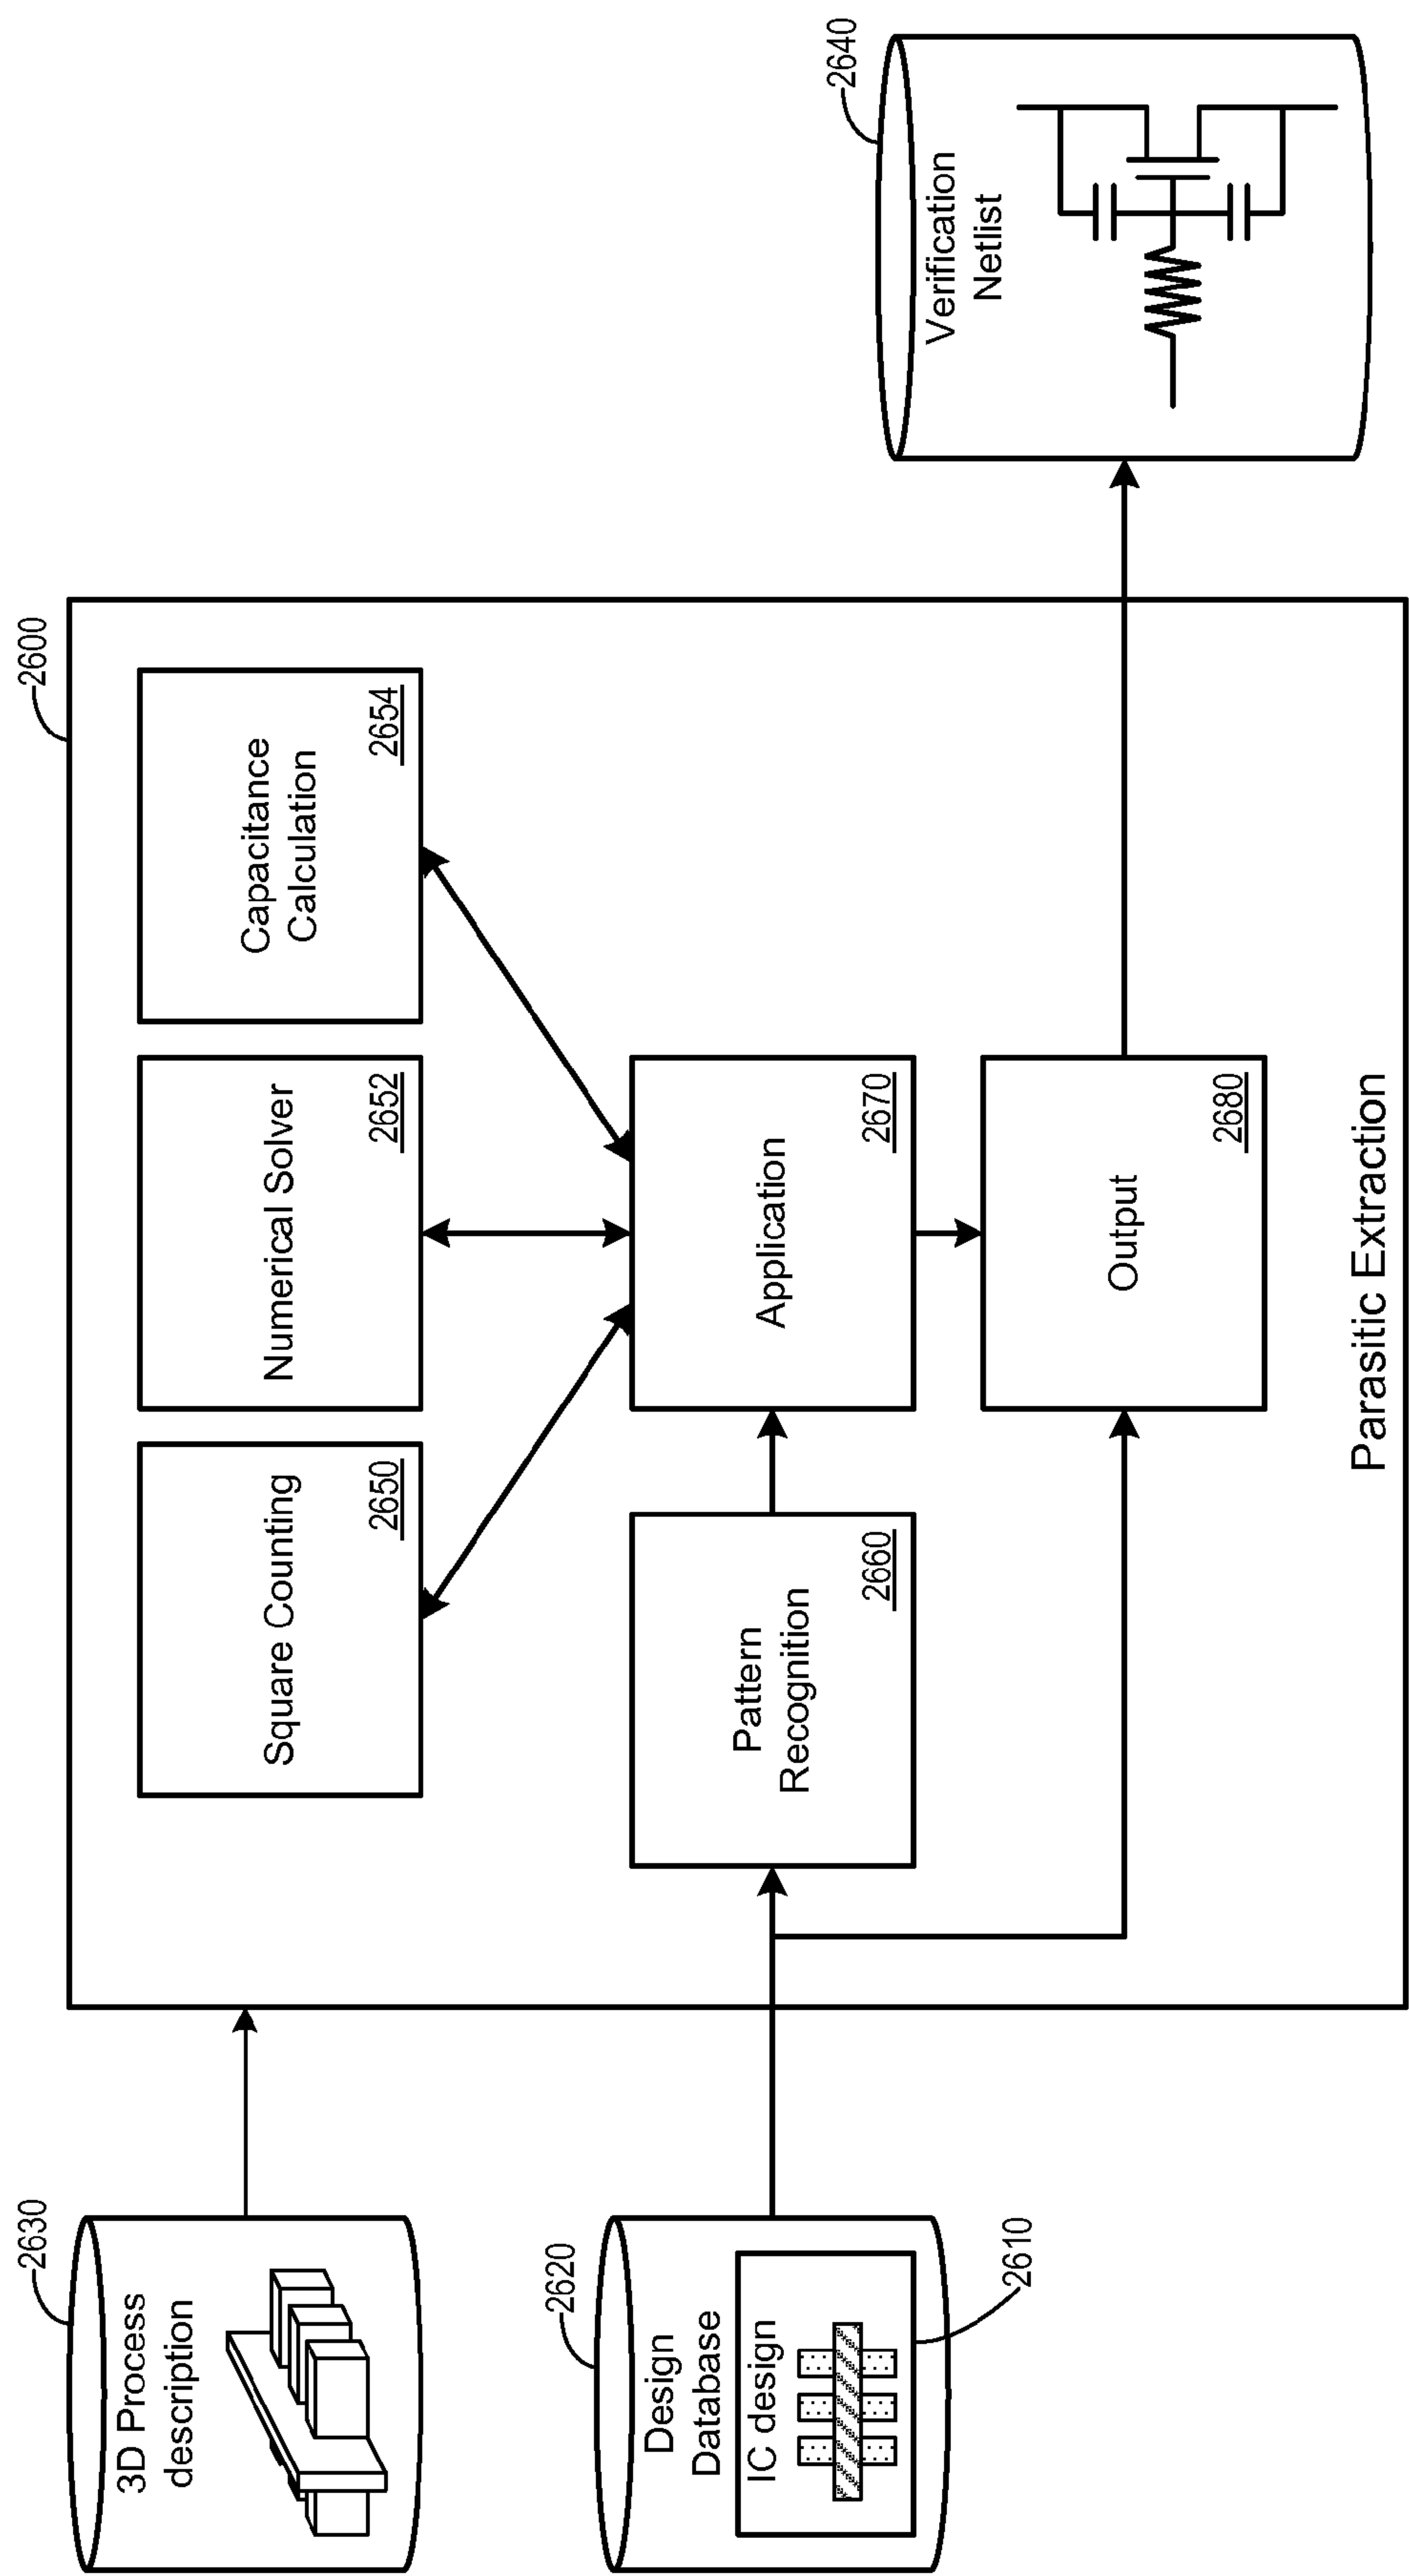 2630
3D Process
description
2620
Design
Database
IC design
2610
2600
Square Counting
2650
Numerical Solver
2652
Capacitance
Calculation
2654
Pattern
Recognition
2660
Application
2670
Output
2680
Parasitic Extraction
2640
Verification
Netlist